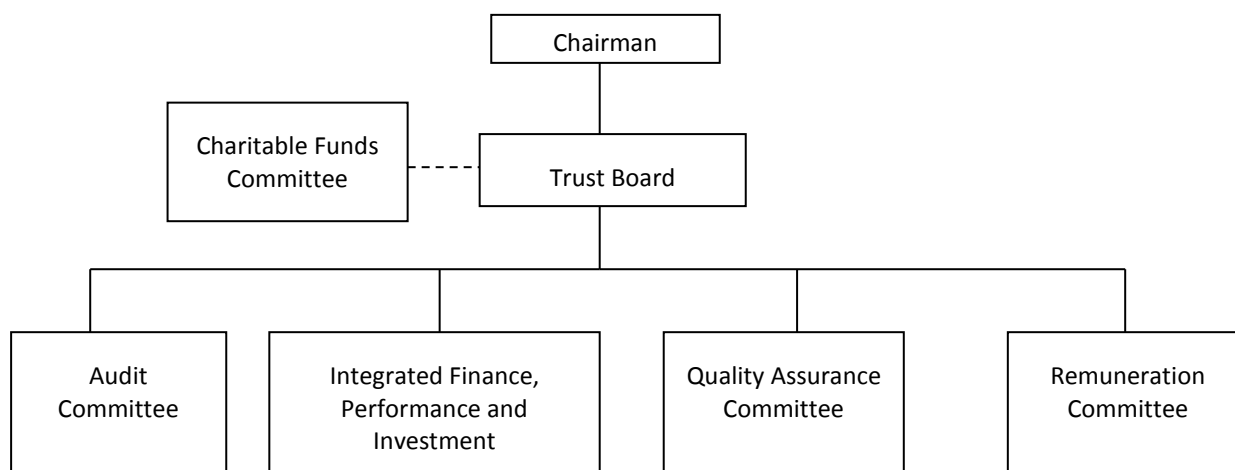 Chairman
Charitable Funds
Committee
Trust Board
Audit
Committee
Integrated Finance,
Performance and
Investment
Quality Assurance
Committee
Remuneration
Committee